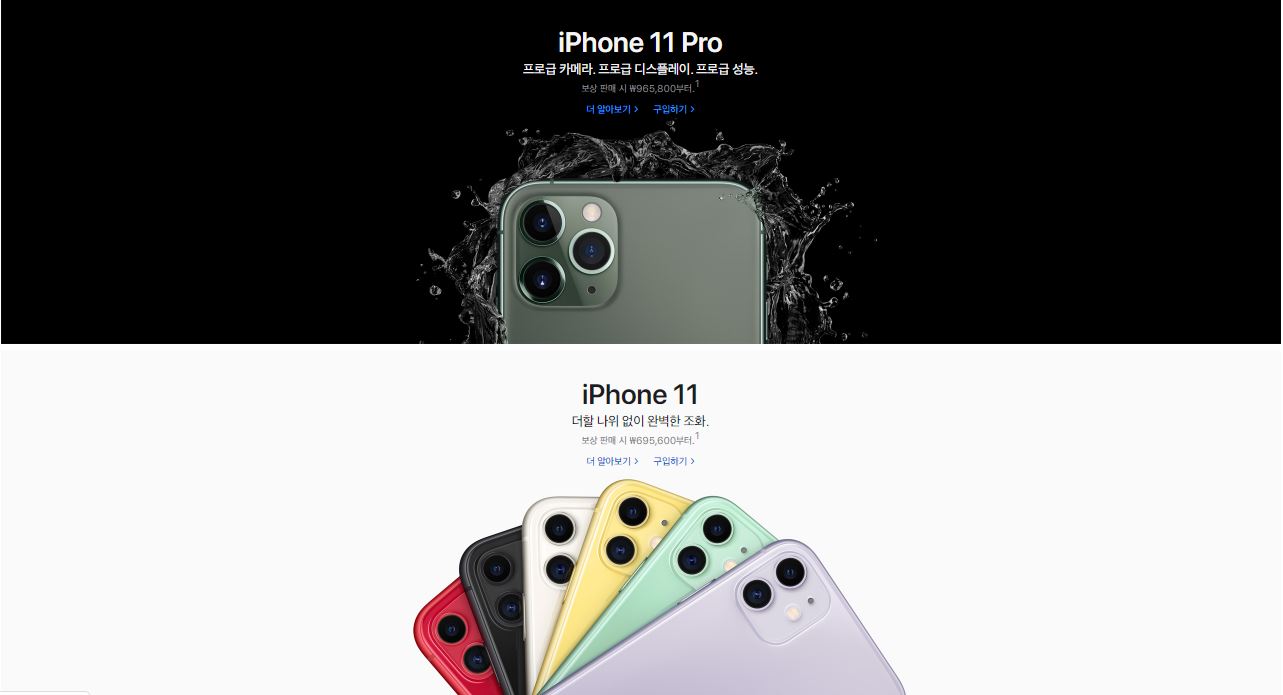 iPhone 11 Pro
프로급 카메라. 프로급 디스플레이. 프로급 성능.
보상 판매 시 ₩965,800부터.1
더 알아보기 > 구입하기 >
iPhone 11
더할 나위 없이 완벽한 조화.
보상 판매 시 ₩695,600부터.1
더 알아보기 > 구입하기 >